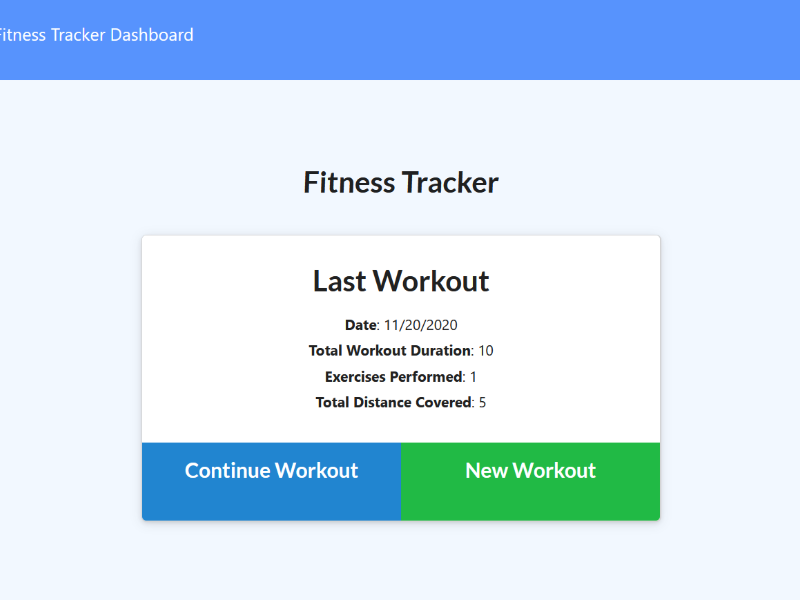 Fitness Tracker Dashboard
Fitness Tracker
Last Workout
Date: 11/20/2020
Total Workout Duration: 10
Exercises Performed: 1
Total Distance Covered: 5
Continue Workout
New Workout